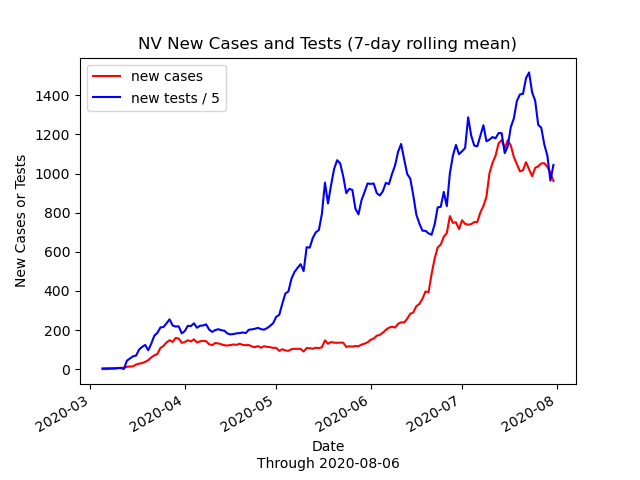 NV New Cases and Tests (7-day rolling mean)
new cases
new tests / 5
1400
1200
1000
800
600
400
200
0
New Cases or Tests
2020-03
2020-04
2020-05
2020-06
2020-07
2020-08
Date
Through 2020-08-06